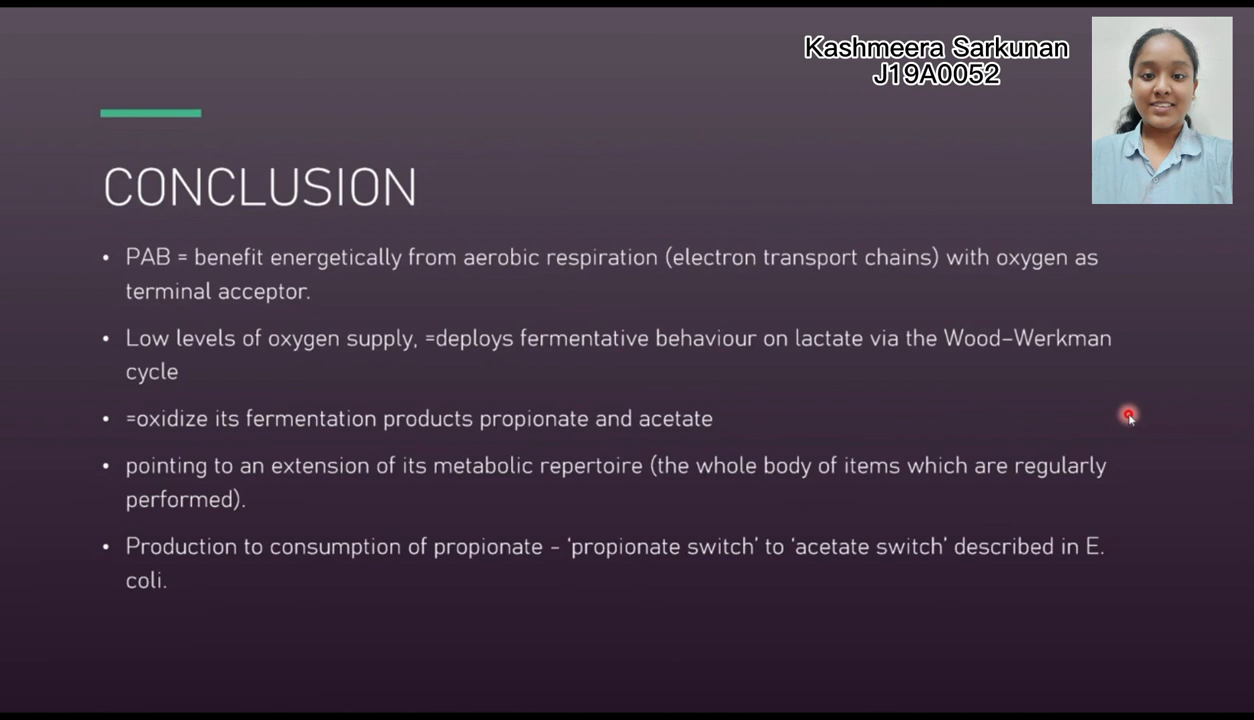 Kashmeera Sarkunan
J19A0052
CONCLUSION
• PAB = benefit energetically from aerobic respiration (electron transport chains) with oxygen as
terminal acceptor.
• Low levels of oxygen supply, =deploys fermentative behaviour on lactate via the Wood–Werkman
cycle
• =oxidize its fermentation products propionate and acetate
• pointing to an extension of its metabolic repertoire (the whole body of items which are regularly
performed).
• Production to consumption of propionate - ‘propionate switch’ to ‘acetate switch’ described in E.
coli.